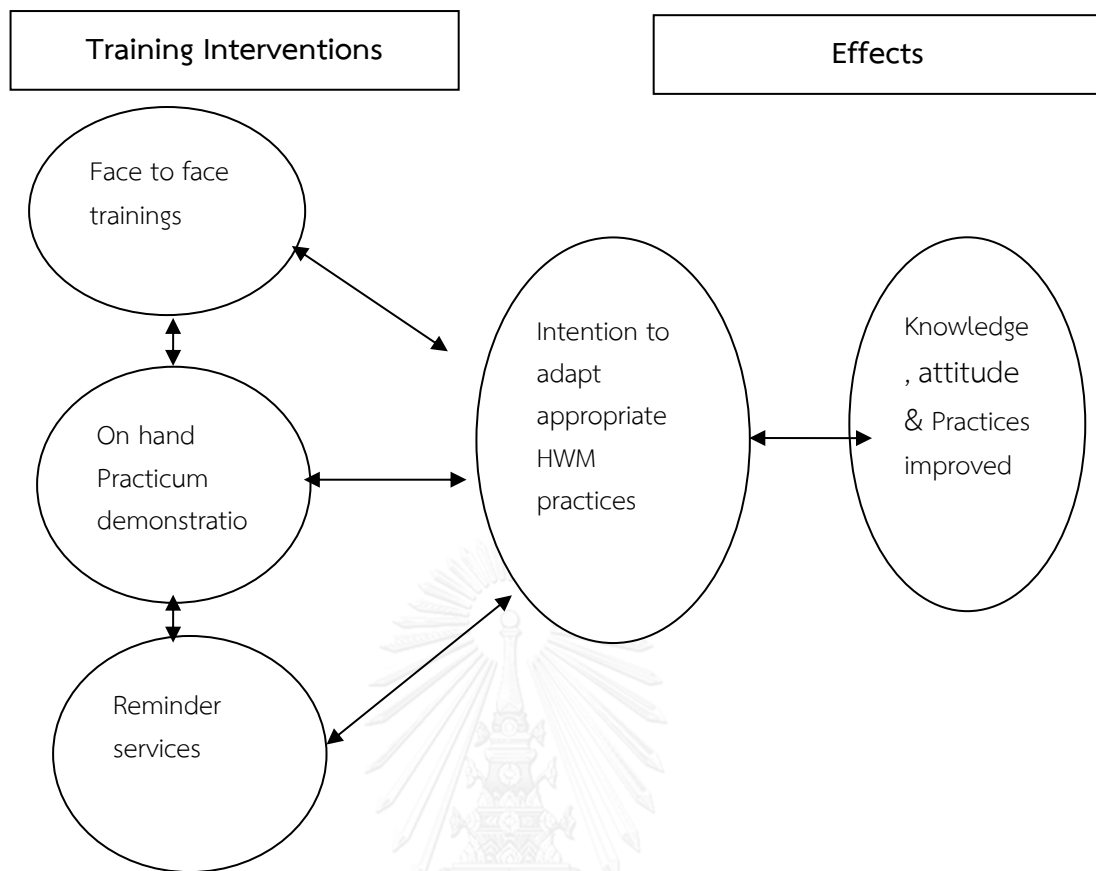 Training Interventions
Effects
Face to face
trainings
On hand
Practicum
demonstratio
Reminder
services
Intention to
adapt
appropriate
HWM
practices
Knowledge
, attitude
& Practices
improved